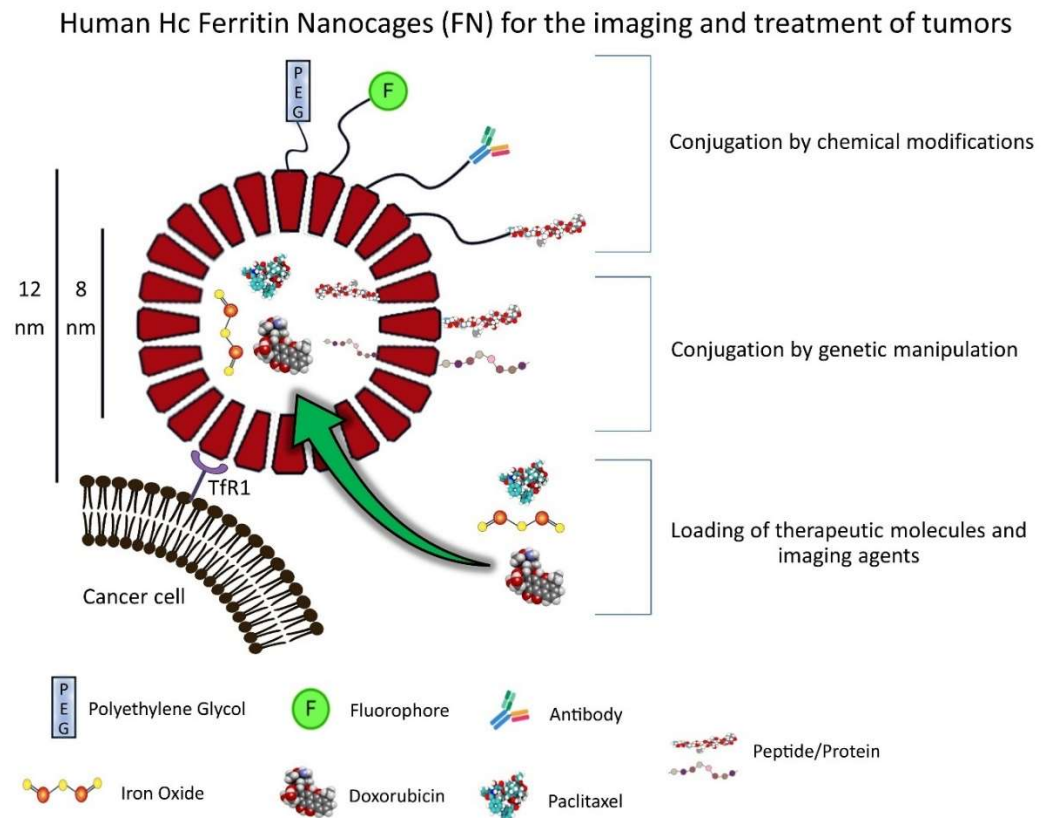 Human Hc Ferritin Nanocages (FN) for the imaging and treatment of tumors
P
E
G
F
Conjugation by chemical modifications
12
nm
8
nm
Conjugation by genetic manipulation
TfR1
Cancer cell
Loading of therapeutic molecules and
imaging agents
P
E
G
Polyethylene Glycol
F
Fluorophore
Antibody
Peptide/Protein
Iron Oxide
Doxorubicin
Paclitaxel